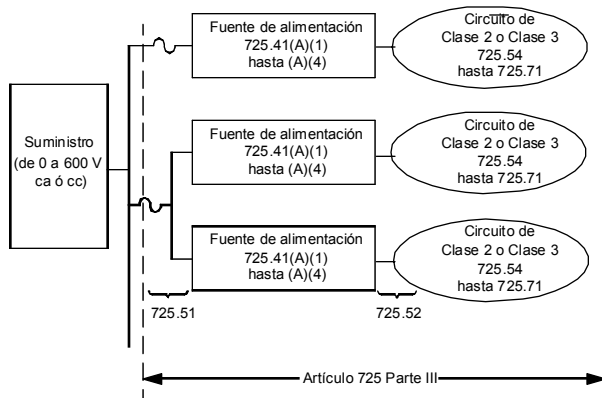 Fuente de alimentación
725.41(A)(1)
hasta (A)(4)
Circuito de
Clase 2 o Clase 3
725.54
hasta 725.71
Suministro
(de 0 a 600 V
ca ó cc)
Fuente de alimentación
725.41(A)(1)
hasta (A)(4)
Circuito de
Clase 2 o Clase 3
725.54
hasta 725.71
Fuente de alimentación
725.41(A)(1)
hasta (A)(4)
Circuito de
Clase 2 o Clase 3
725.54
hasta 725.71
725.51
725.52
Artículo 725 Parte III